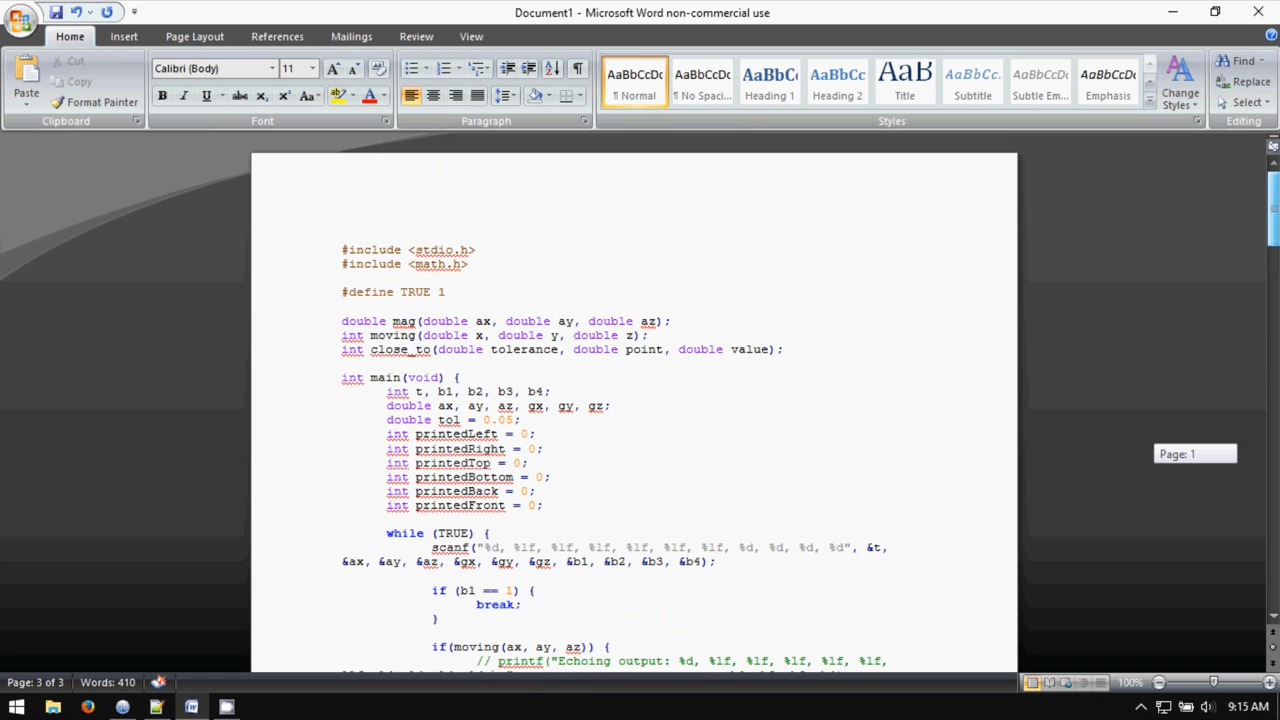 Document1 - Microsoft Word non-commercial use
Home Insert Page Layout References Mailings Review View
Paste
Cut
Copy
Format Painter
Clipboard
Calibri (Body) 11
Font
Paragraph
AaBbCcDc AaBbCcDc AaBbCc AaBbCc AaB AaBbCc. AaBbCcDc AaBbCcDc
¶ Normal ¶ No Spaci... Heading 1 Heading 2 Title Subtitle Subtle Em... Emphasis
Change Styles
Styles
Find
Replace
Select
Editing
#include <stdio.h>
#include <math.h>
#define TRUE 1
double mag(double ax, double ay, double az);
int moving(double x, double y, double z);
int close_to(double tolerance, double point, double value);
int main(void) {
int t, b1, b2, b3, b4;
double ax, ay, az, gx, gy, gz;
double tol = 0.05;
int printedLeft = 0;
int printedRight = 0;
int printedTop = 0;
int printedBottom = 0;
int printedBack = 0;
int printedFront = 0;
while (TRUE) {
scanf("%d, %lf, %lf, %lf, %lf, %lf, %lf, %d, %d, %d, %d", &t,
&ax, &ay, &az, &gx, &gy, &gz, &b1, &b2, &b3, &b4);
if (b1 == 1) {
break;
}
if(moving(ax, ay, az)) {
// printf("Echoing output: %d, %lf, %lf, %lf, %lf, %lf,
Page: 1
Page: 3 of 3 Words: 410 100%
9:15 AM